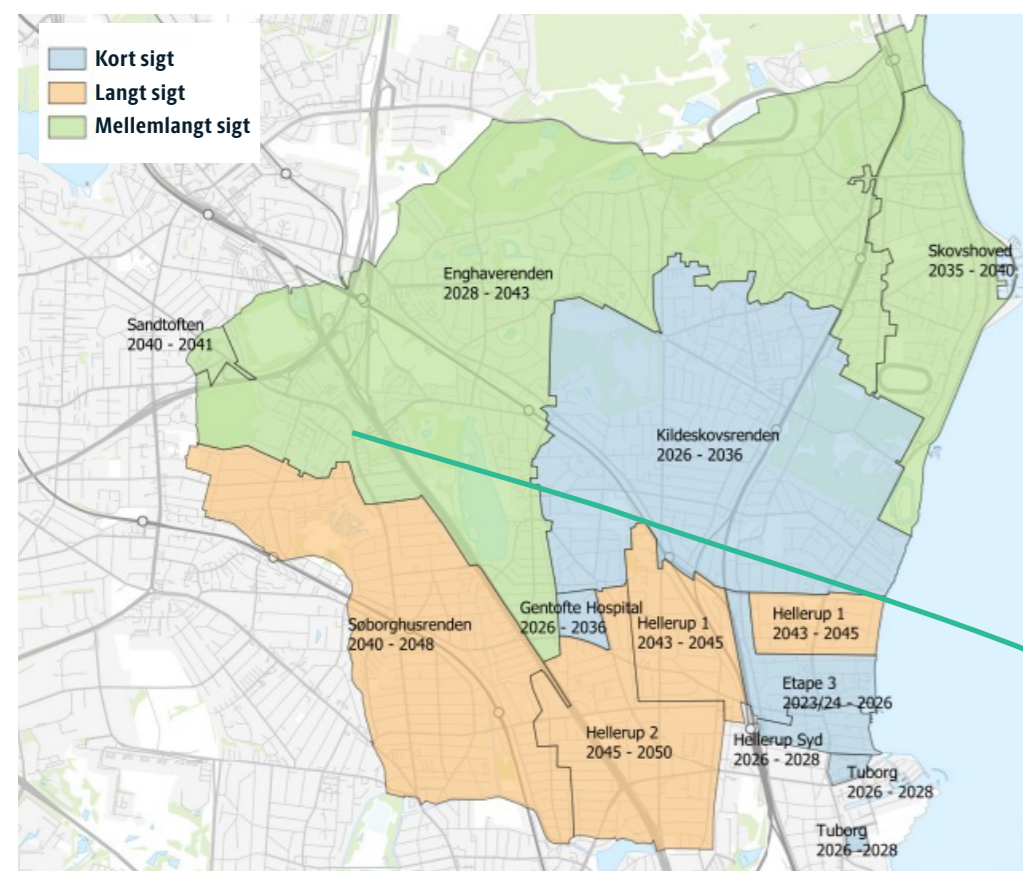 Kort sigt
Langt sigt
Mellemlangt sigt
Skovshoved
2035 - 2040
Enghaverenden
2028 - 2043
Sandtoften
2040 - 2041
Kildeskovsrenden
2026 - 2036
Gentofte Hospital
2026 - 2036
Hellerup 1
2043 - 2045
Hellerup 1
2043 - 2045
Søborghusrenden
2040 - 2048
Etape 3
2023/24 - 2026
Hellerup 2
2045 - 2050
Hellerup Syd
2026 - 2028
Tuborg
2026 - 2028
Tuborg
2026 -2028